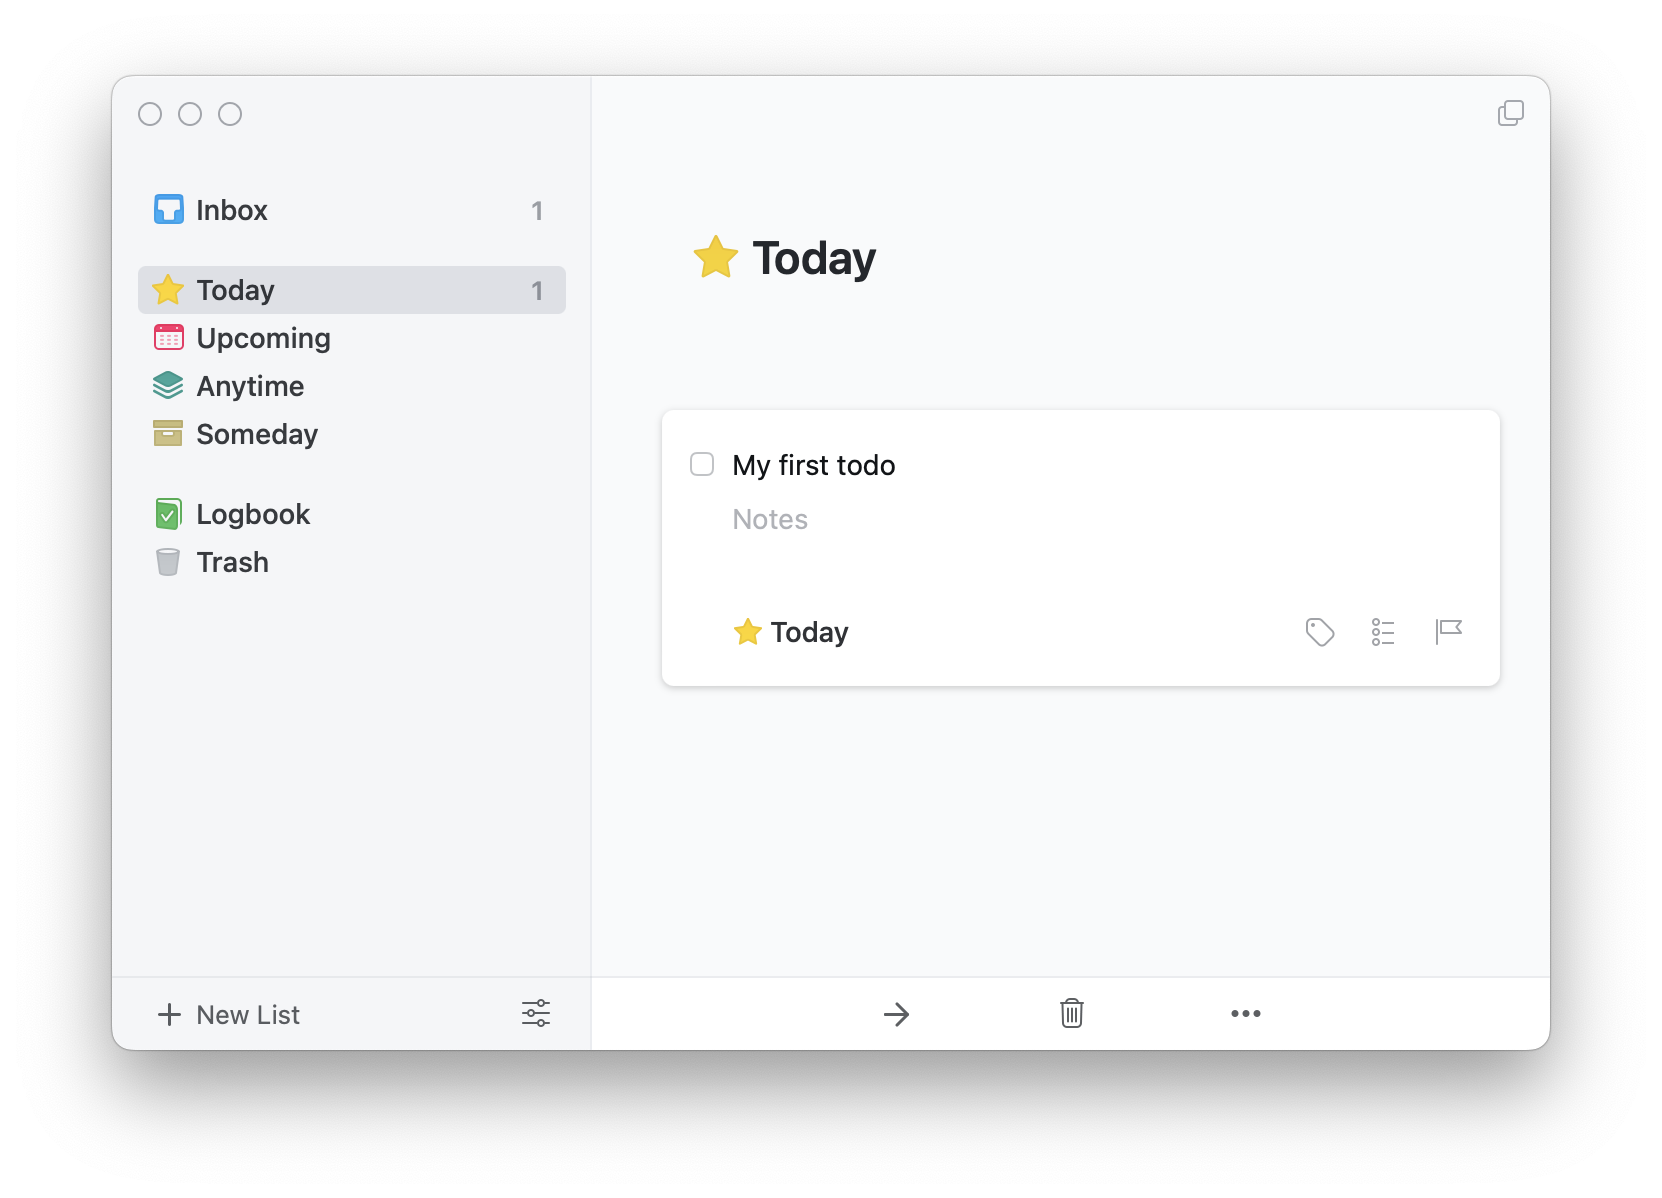 Inbox 1
Today 1
Upcoming
Anytime
Someday
Logbook
Trash
New List
Today
My first todo
Notes
Today